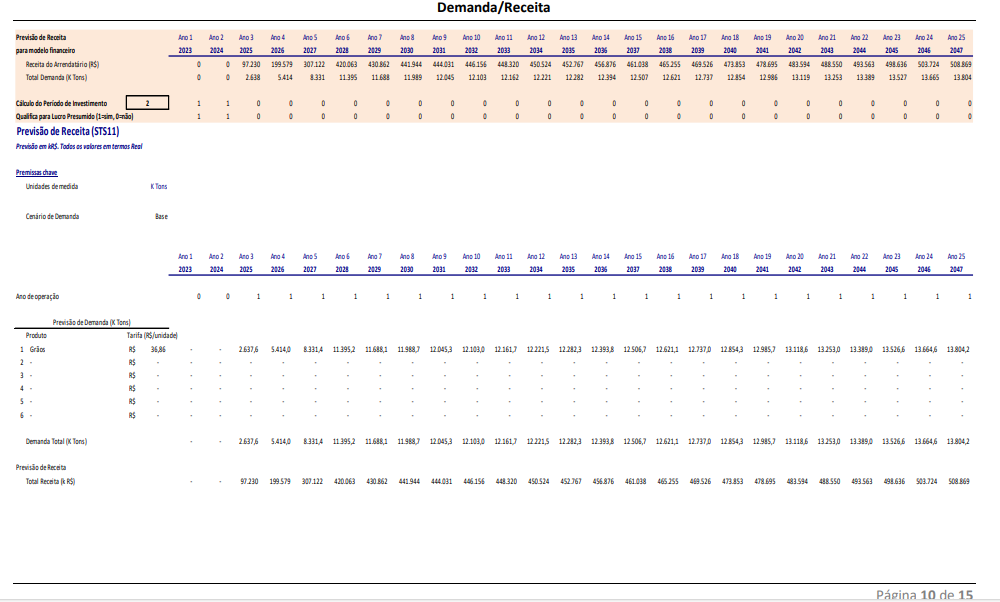 Demanda/Receita
Previsão de Receita Ano 1 Ano 2 Ano 3 Ano 4 Ano 5 Ano 6 Ano 7 Ano 8 Ano 9 Ano 10 Ano 11 Ano 12 Ano 13 Ano 14 Ano 15 Ano 16 Ano 17 Ano 18 Ano 19 Ano 20 Ano 21 Ano 22 Ano 23 Ano 24 Ano 25
para modelo financeiro 2023 2024 2025 2026 2027 2028 2029 2030 2031 2032 2033 2034 2035 2036 2037 2038 2039 2040 2041 2042 2043 2044 2045 2046 2047
Receita do Arrendatário (R$) 0 0 97.230 199.579 307.122 420.063 430.862 441.944 444.031 446.156 448.320 450.524 452.767 456.876 461.038 465.255 469.526 473.853 478.695 483.594 488.550 493.563 498.636 503.724 508.869
Total Demanda (K Tons) 0 0 2.638 5.414 8.331 11.395 11.688 11.989 12.045 12.103 12.162 12.221 12.282 12.394 12.507 12.621 12.737 12.854 12.986 13.119 13.253 13.389 13.527 13.665 13.804
Cálculo do Período de Investimento 2 1 1 0 0 0 0 0 0 0 0 0 0 0 0 0 0 0 0 0 0 0 0 0 0 0
Qualifica para Lucro Presumido (1=sim, 0=não) 1 1 0 0 0 0 0 0 0 0 0 0 0 0 0 0 0 0 0 0 0 0 0 0 0
Previsão de Receita (STS11)
Previsão em kR$. Todos os valores em termos Real
Premissas chave
Unidades de medida K Tons
Cenário de Demanda Base
Ano 1 Ano 2 Ano 3 Ano 4 Ano 5 Ano 6 Ano 7 Ano 8 Ano 9 Ano 10 Ano 11 Ano 12 Ano 13 Ano 14 Ano 15 Ano 16 Ano 17 Ano 18 Ano 19 Ano 20 Ano 21 Ano 22 Ano 23 Ano 24 Ano 25
2023 2024 2025 2026 2027 2028 2029 2030 2031 2032 2033 2034 2035 2036 2037 2038 2039 2040 2041 2042 2043 2044 2045 2046 2047
Ano de operação 0 0 1 1 1 1 1 1 1 1 1 1 1 1 1 1 1 1 1 1 1 1 1 1 1
Previsão de Demanda (K Tons)
Produto Tarifa (R$/unidade)
1 Grãos R$ 36,86 - - 2.637,6 5.414,0 8.331,4 11.395,2 11.688,1 11.988,7 12.045,3 12.103,0 12.161,7 12.221,5 12.282,3 12.393,8 12.506,7 12.621,1 12.737,0 12.854,3 12.985,7 13.118,6 13.253,0 13.389,0 13.526,6 13.664,6 13.804,2
2 - R$ - - - - - - - - - - - - - - - - - - - - - - - - - -
3 - R$ - - - - - - - - - - - - - - - - - - - - - - - - - -
4 - R$ - - - - - - - - - - - - - - - - - - - - - - - - - -
5 - R$ - - - - - - - - - - - - - - - - - - - - - - - - - -
6 - R$ - - - - - - - - - - - - - - - - - - - - - - - - - -
Demanda Total (K Tons) - - 2.637,6 5.414,0 8.331,4 11.395,2 11.688,1 11.988,7 12.045,3 12.103,0 12.161,7 12.221,5 12.282,3 12.393,8 12.506,7 12.621,1 12.737,0 12.854,3 12.985,7 13.118,6 13.253,0 13.389,0 13.526,6 13.664,6 13.804,2
Previsão de Receita
Total Receita (k R$) - - 97.230 199.579 307.122 420.063 430.862 441.944 444.031 446.156 448.320 450.524 452.767 456.876 461.038 465.255 469.526 473.853 478.695 483.594 488.550 493.563 498.636 503.724 508.869
Página 10 de 15